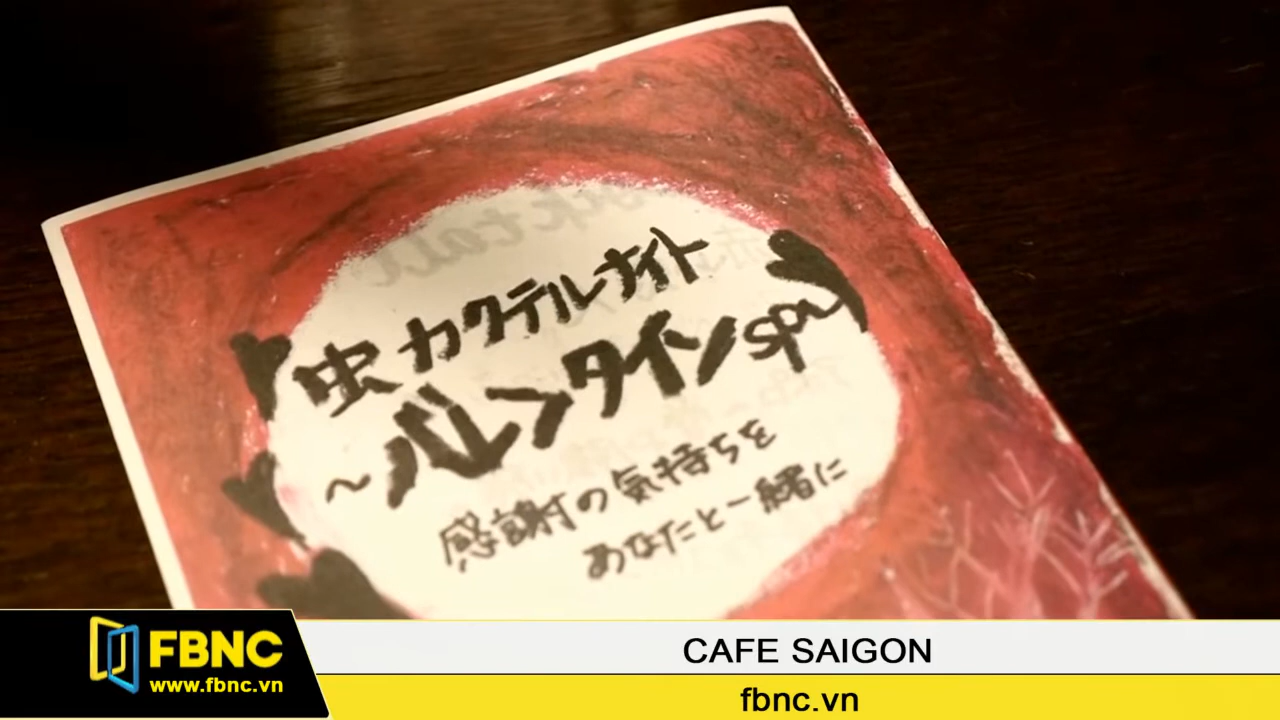 虫カクテルナイト
～バレンタインspu
感謝の気持ちを
あなたと一緒に
FBNC
www.fbnc.vn
CAFE SAIGON
fbnc.vn